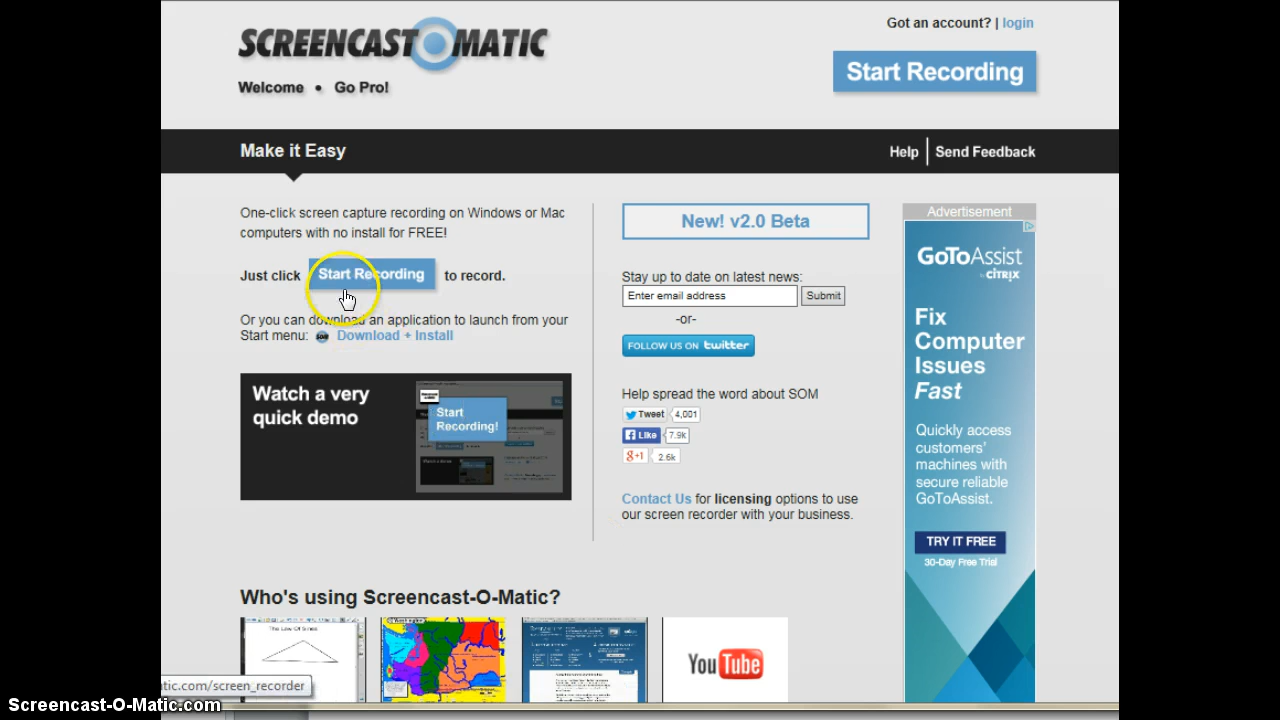 SCREENCAST O MATIC
Got an account? | login
Start Recording
Welcome • Go Pro!
Make it Easy
Help | Send Feedback
One-click screen capture recording on Windows or Mac
computers with no install for FREE!
Just click Start Recording to record.
Or you can download an application to launch from your
Start menu: Download + Install
Watch a very
quick demo
Start
Recording!
New! v2.0 Beta
Stay up to date on latest news:
Enter email address Submit
-or-
FOLLOW US ON twitter
Help spread the word about SOM
Tweet 4,001
Like 7.9k
g+1 2.6k
Contact Us for licensing options to use
our screen recorder with your business.
Advertisement
GoToAssist
by CITRIX
Fix
Computer
Issues
Fast
Quickly access
customers'
machines with
secure reliable
GoToAssist.
TRY IT FREE
30-Day Free Trial
Who's using Screencast-O-Matic?
The Law Of Sines
YouTube
atic.com/screen_recorder
Screencast-O-Matic.com